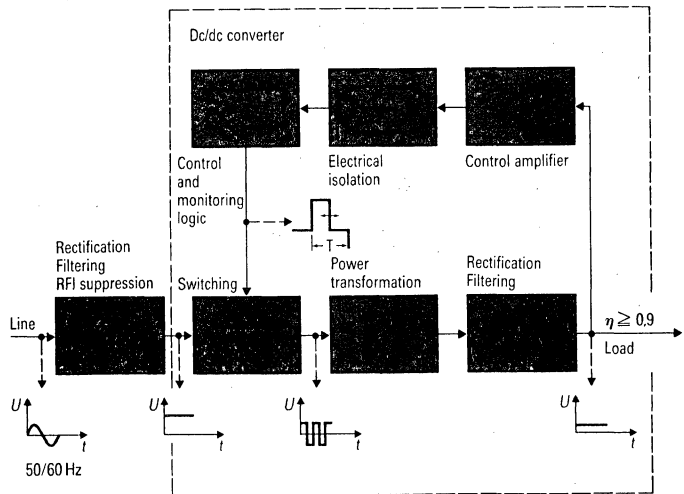 Dc/dc converter
Control
and
monitoring
logic
Electrical
isolation
Control amplifier
T
Rectification
Filtering
RFI suppression
Switching
Power
transformation
Rectification
Filtering
Line
η ≧ 0,9
Load
U
t
50/60 Hz
U
t
U
t
U
t